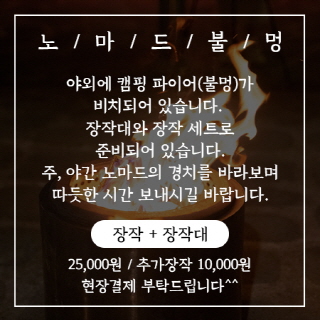 노 / 마 / 드 / 불 / 멍
야외에 캠핑 파이어(불멍)가
비치되어 있습니다.
장작대와 장작 세트로
준비되어 있습니다.
주, 야간 노마드의 경치를 바라보며
따듯한 시간 보내시길 바랍니다.
장작 + 장작대
25,000원 / 추가장작 10,000원
현장결제 부탁드립니다^^